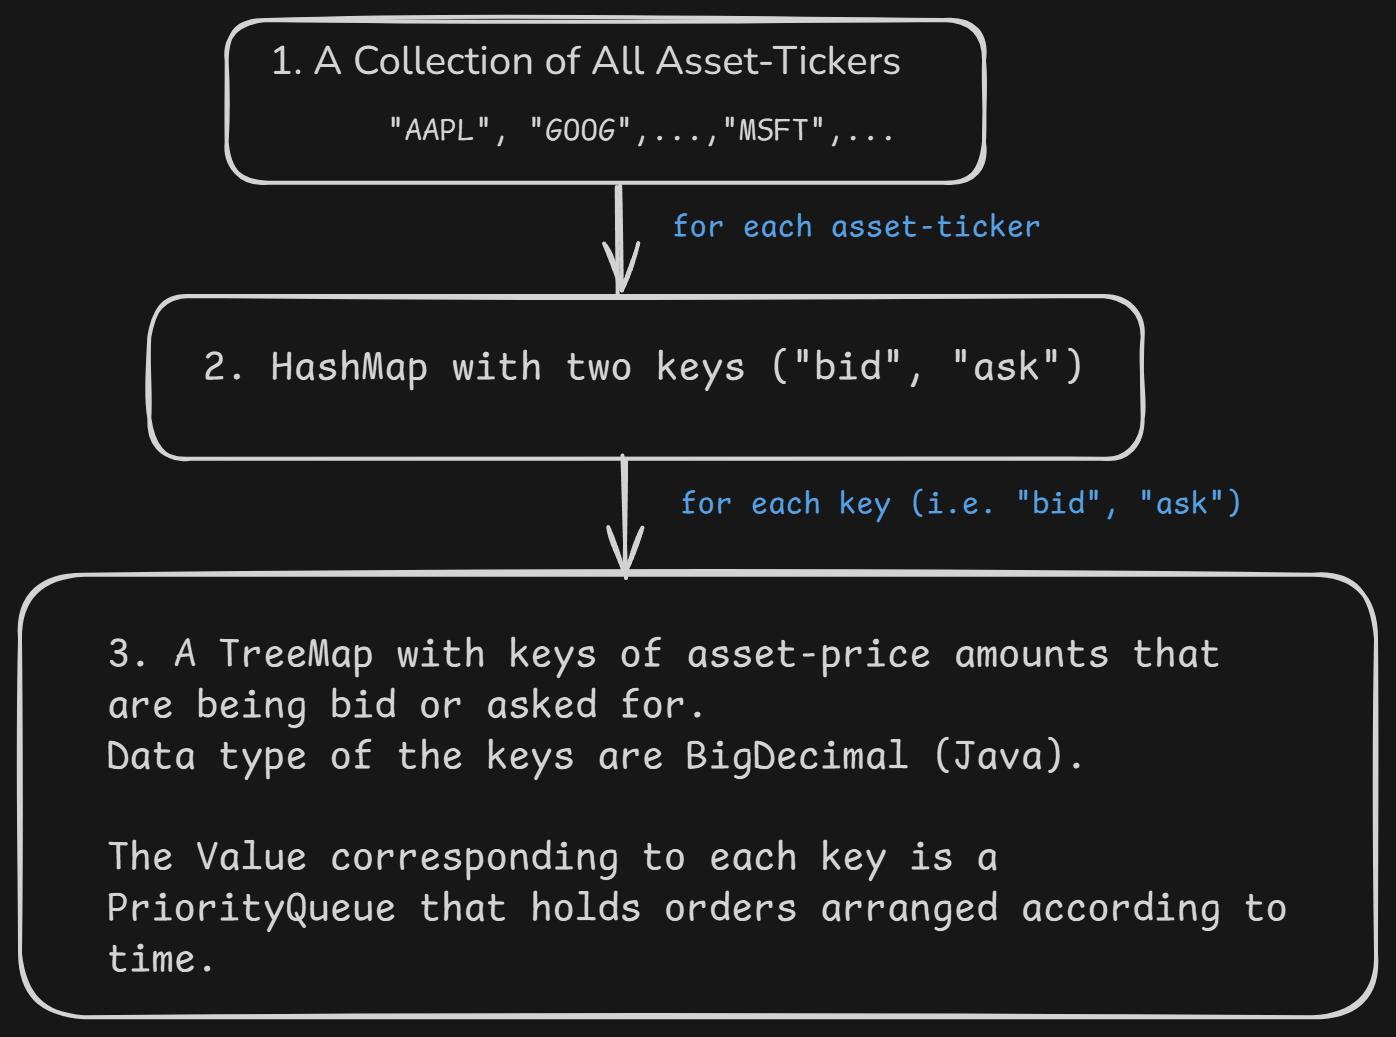 1. A Collection of All Asset-Tickers
"AAPL", "GOOG",...,"MSFT",...
for each asset-ticker
2. HashMap with two keys ("bid", "ask")
for each key (i.e. "bid", "ask")
3. A TreeMap with keys of asset-price amounts that
are being bid or asked for.
Data type of the keys are BigDecimal (Java).
The Value corresponding to each key is a
PriorityQueue that holds orders arranged according to
time.